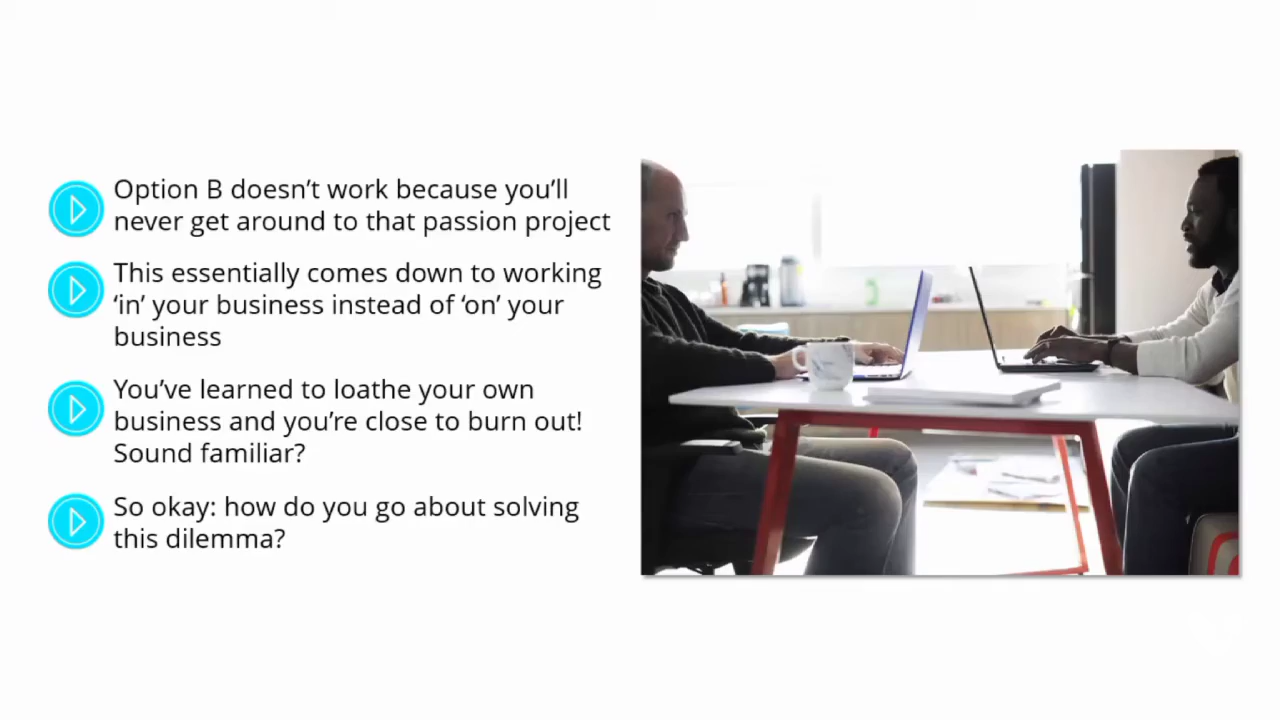 Option B doesn’t work because you’ll
never get around to that passion project
This essentially comes down to working
‘in’ your business instead of ‘on’ your
business
You’ve learned to loathe your own
business and you’re close to burn out!
Sound familiar?
So okay: how do you go about solving
this dilemma?